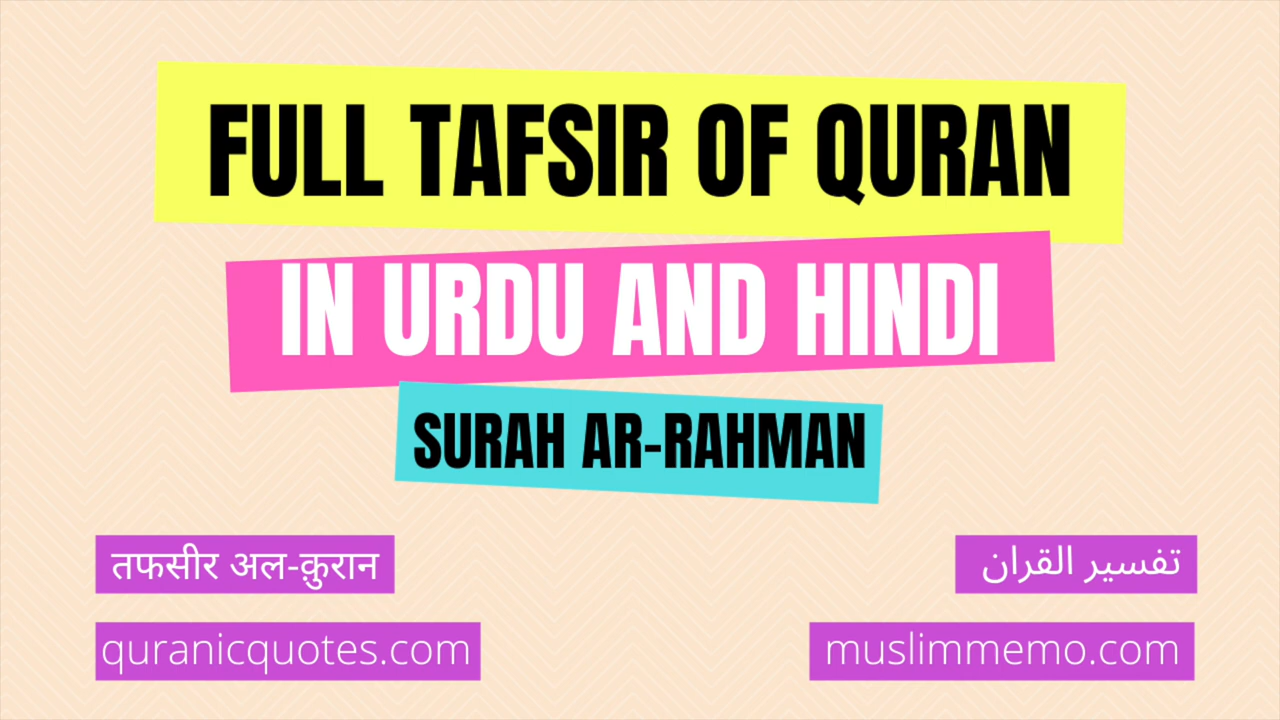 FULL TAFSIR OF QURAN
IN URDU AND HINDI
SURAH AR-RAHMAN
तफसीर अल-क़ुरान
تفسير القران
quranicquotes.com
muslimmemo.com